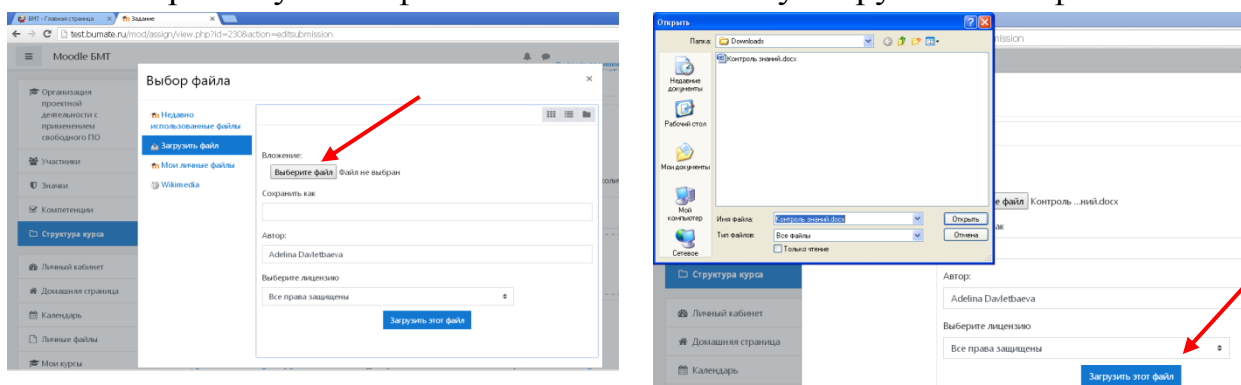 БМТ - Главная страница
Задание
test.bumate.ru/mod/assign/view.php?id=230&action=editsubmission
Moodle БМТ
Организация
проектной
деятельности с
применением
свободного ПО
Участники
Значки
Компетенции
Структура курса
Личный кабинет
Домашняя страница
Календарь
Личные файлы
Мои курсы
Выбор файла
×
Недавно
использованные файлы
Загрузить файл
Мои личные файлы
Wikimedia
Вложение:
Выберите файл Файл не выбран
Сохранить как
Автор:
Adelina Davletbaeva
Выберите лицензию
Все права защищены
Загрузить этот файл
Открыть
Папка: Downloads
Контроль знаний.docx
Недавние
документы
Рабочий стол
Мои документы
Мой
компьютер
Сетевое
Имя файла: Контроль знаний.docx
Тип файлов: Все файлы
Только чтение
Открыть
Отмена
mission
е файл Контроль ...ний.docx
ак
Структура курса
Личный кабинет
Домашняя страница
Календарь
Автор:
Adelina Davletbaeva
Выберите лицензию
Все права защищены
Загрузить этот файл